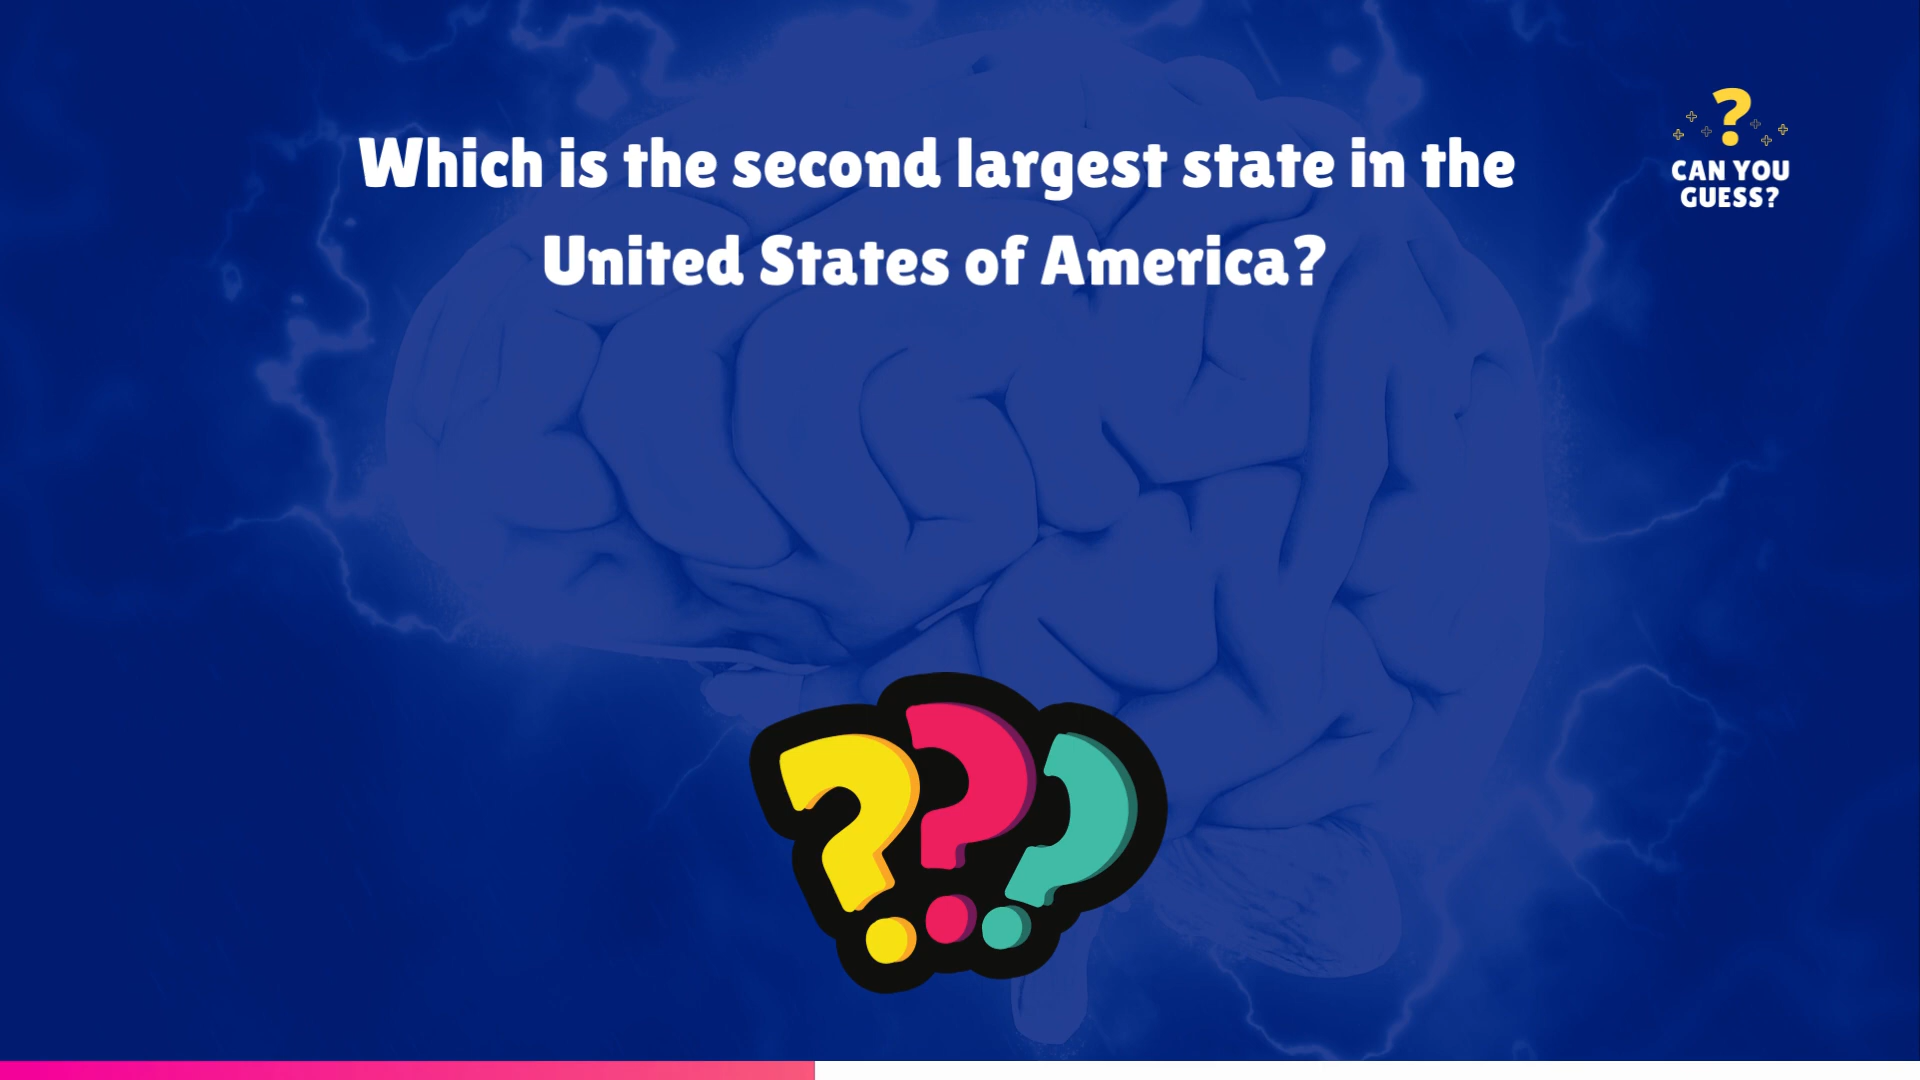 Which is the second largest state in the
United States of America?
?
CAN YOU
GUESS?
???